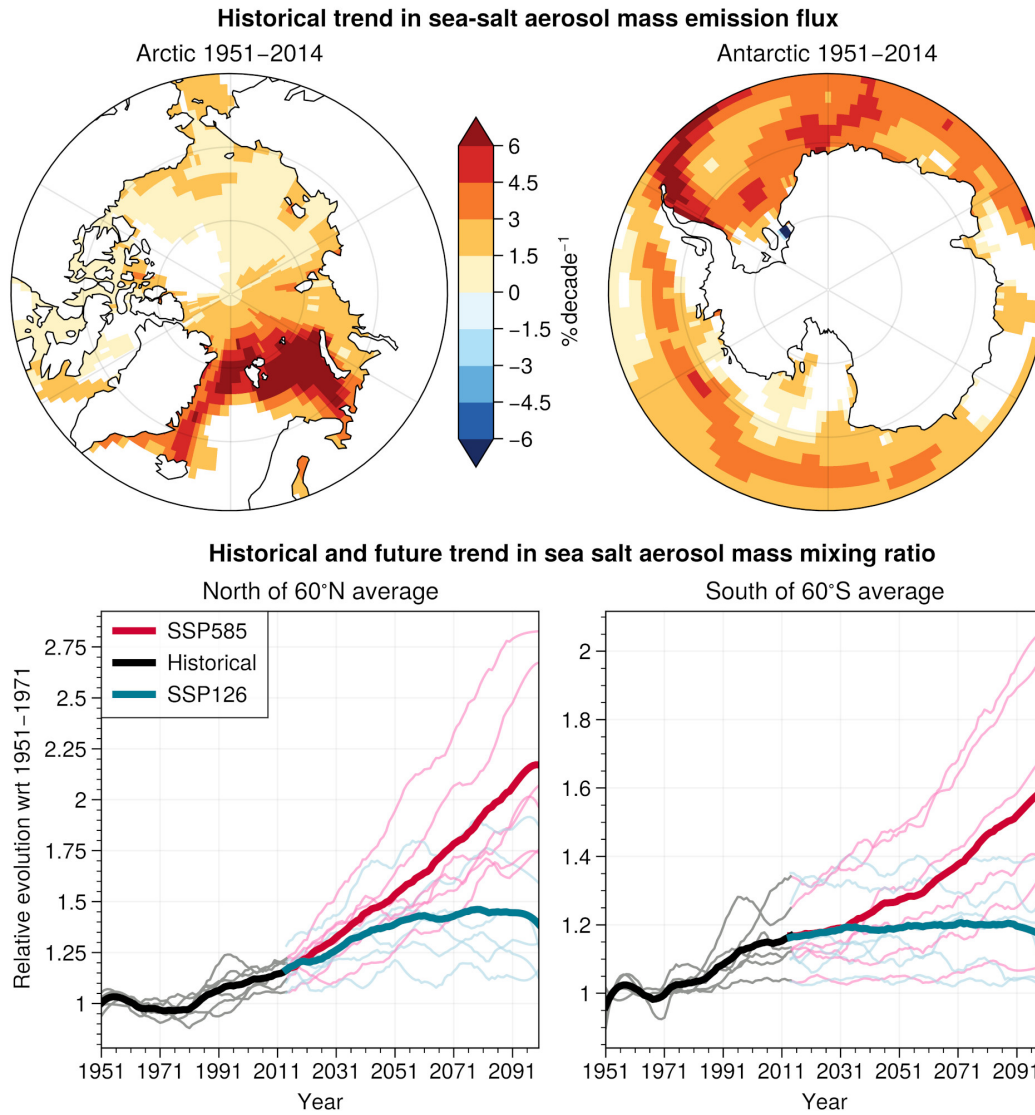 Historical trend in sea-salt aerosol mass emission flux
Arctic 1951–2014
Antarctic 1951–2014
6
4.5
3
1.5
0
−1.5
−3
−4.5
−6
% decade⁻¹
Historical and future trend in sea salt aerosol mass mixing ratio
North of 60°N average
South of 60°S average
SSP585
Historical
SSP126
Relative evolution wrt 1951–1971
2.75
2.5
2.25
2
1.75
1.5
1.25
1
2
1.8
1.6
1.4
1.2
1
1951 1971 1991 2011 2031 2051 2071 2091
1951 1971 1991 2011 2031 2051 2071 2091
Year
Year